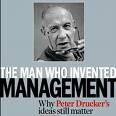 THE MAN WHO INVENTED
MANAGEMENT
Why Peter Drucker's
ideas still matter